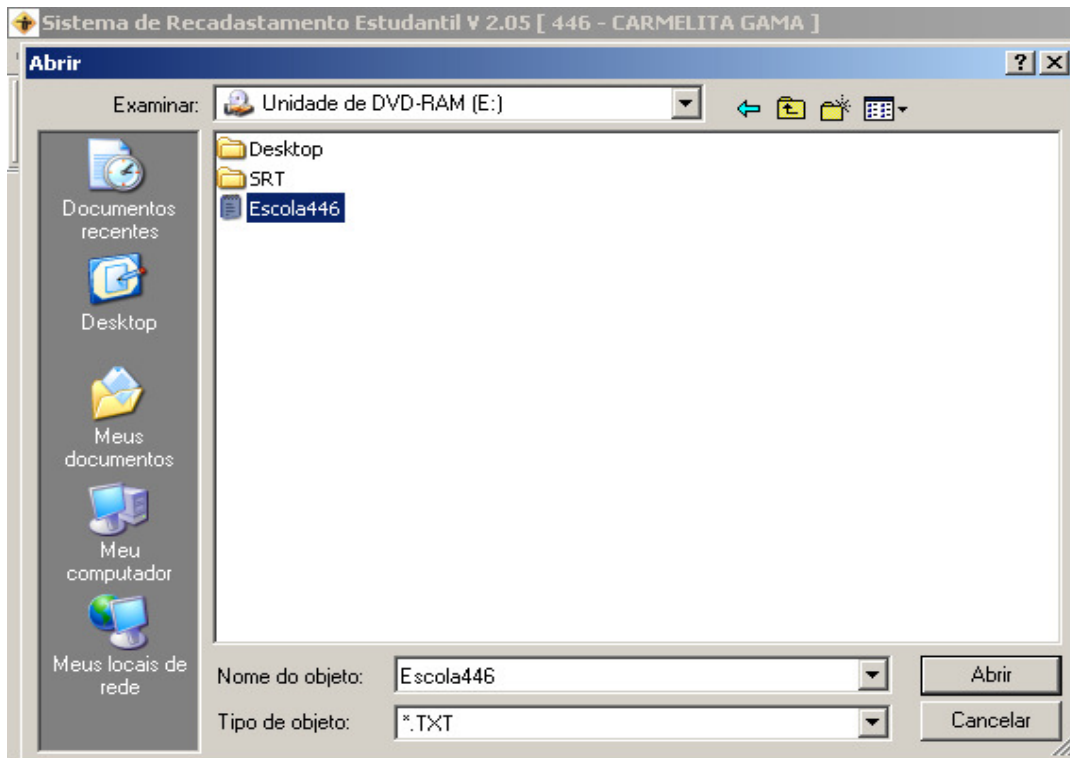 Sistema de Recadastamento Estudantil V 2.05 [ 446 - CARMELITA GAMA ]
Abrir
Examinar:
Unidade de DVD-RAM (E:)
Desktop
SRT
Escola446
Documentos
recentes
Desktop
Meus
documentos
Meu
computador
Meus locais de
rede
Nome do objeto:
Escola446
Abrir
Tipo de objeto:
*.TXT
Cancelar